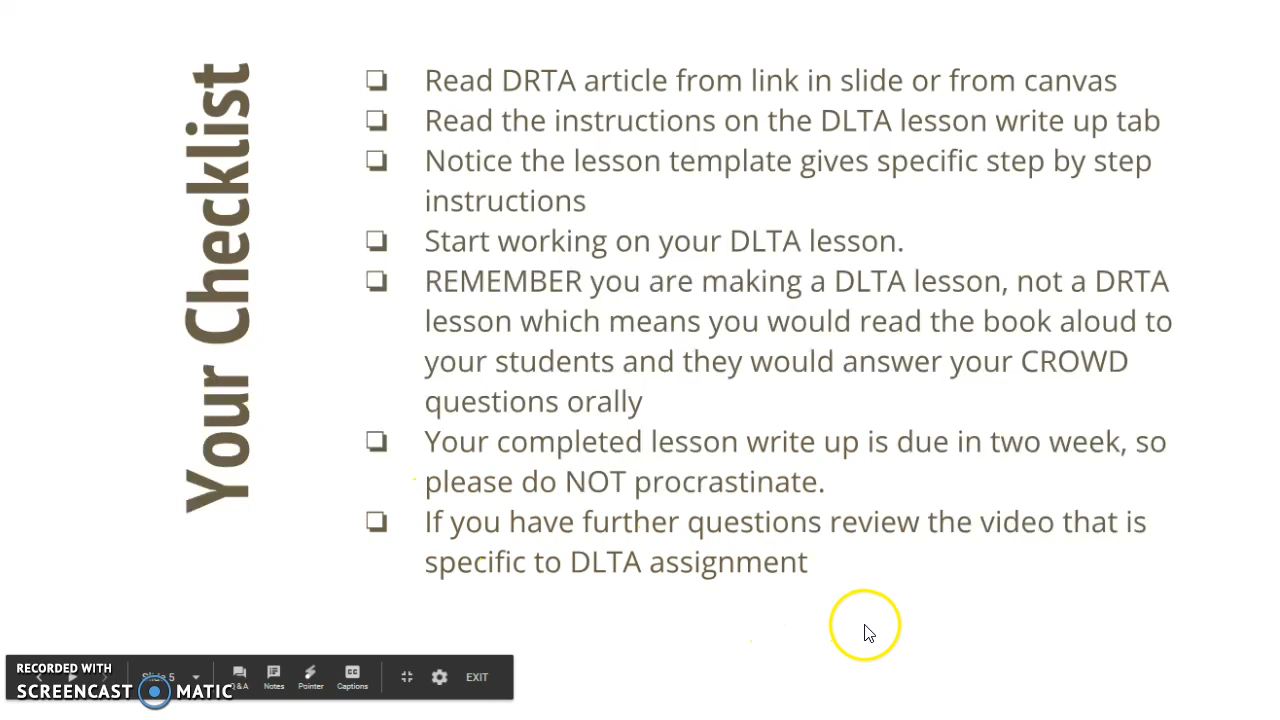 Your Checklist
Read DRTA article from link in slide or from canvas
Read the instructions on the DLTA lesson write up tab
Notice the lesson template gives specific step by step
instructions
Start working on your DLTA lesson.
REMEMBER you are making a DLTA lesson, not a DRTA
lesson which means you would read the book aloud to
your students and they would answer your CROWD
questions orally
Your completed lesson write up is due in two week, so
please do NOT procrastinate.
If you have further questions review the video that is
specific to DLTA assignment
RECORDED WITH
SCREENCAST MATIC
Slide 5
Q&A Notes Pointer Captions EXIT